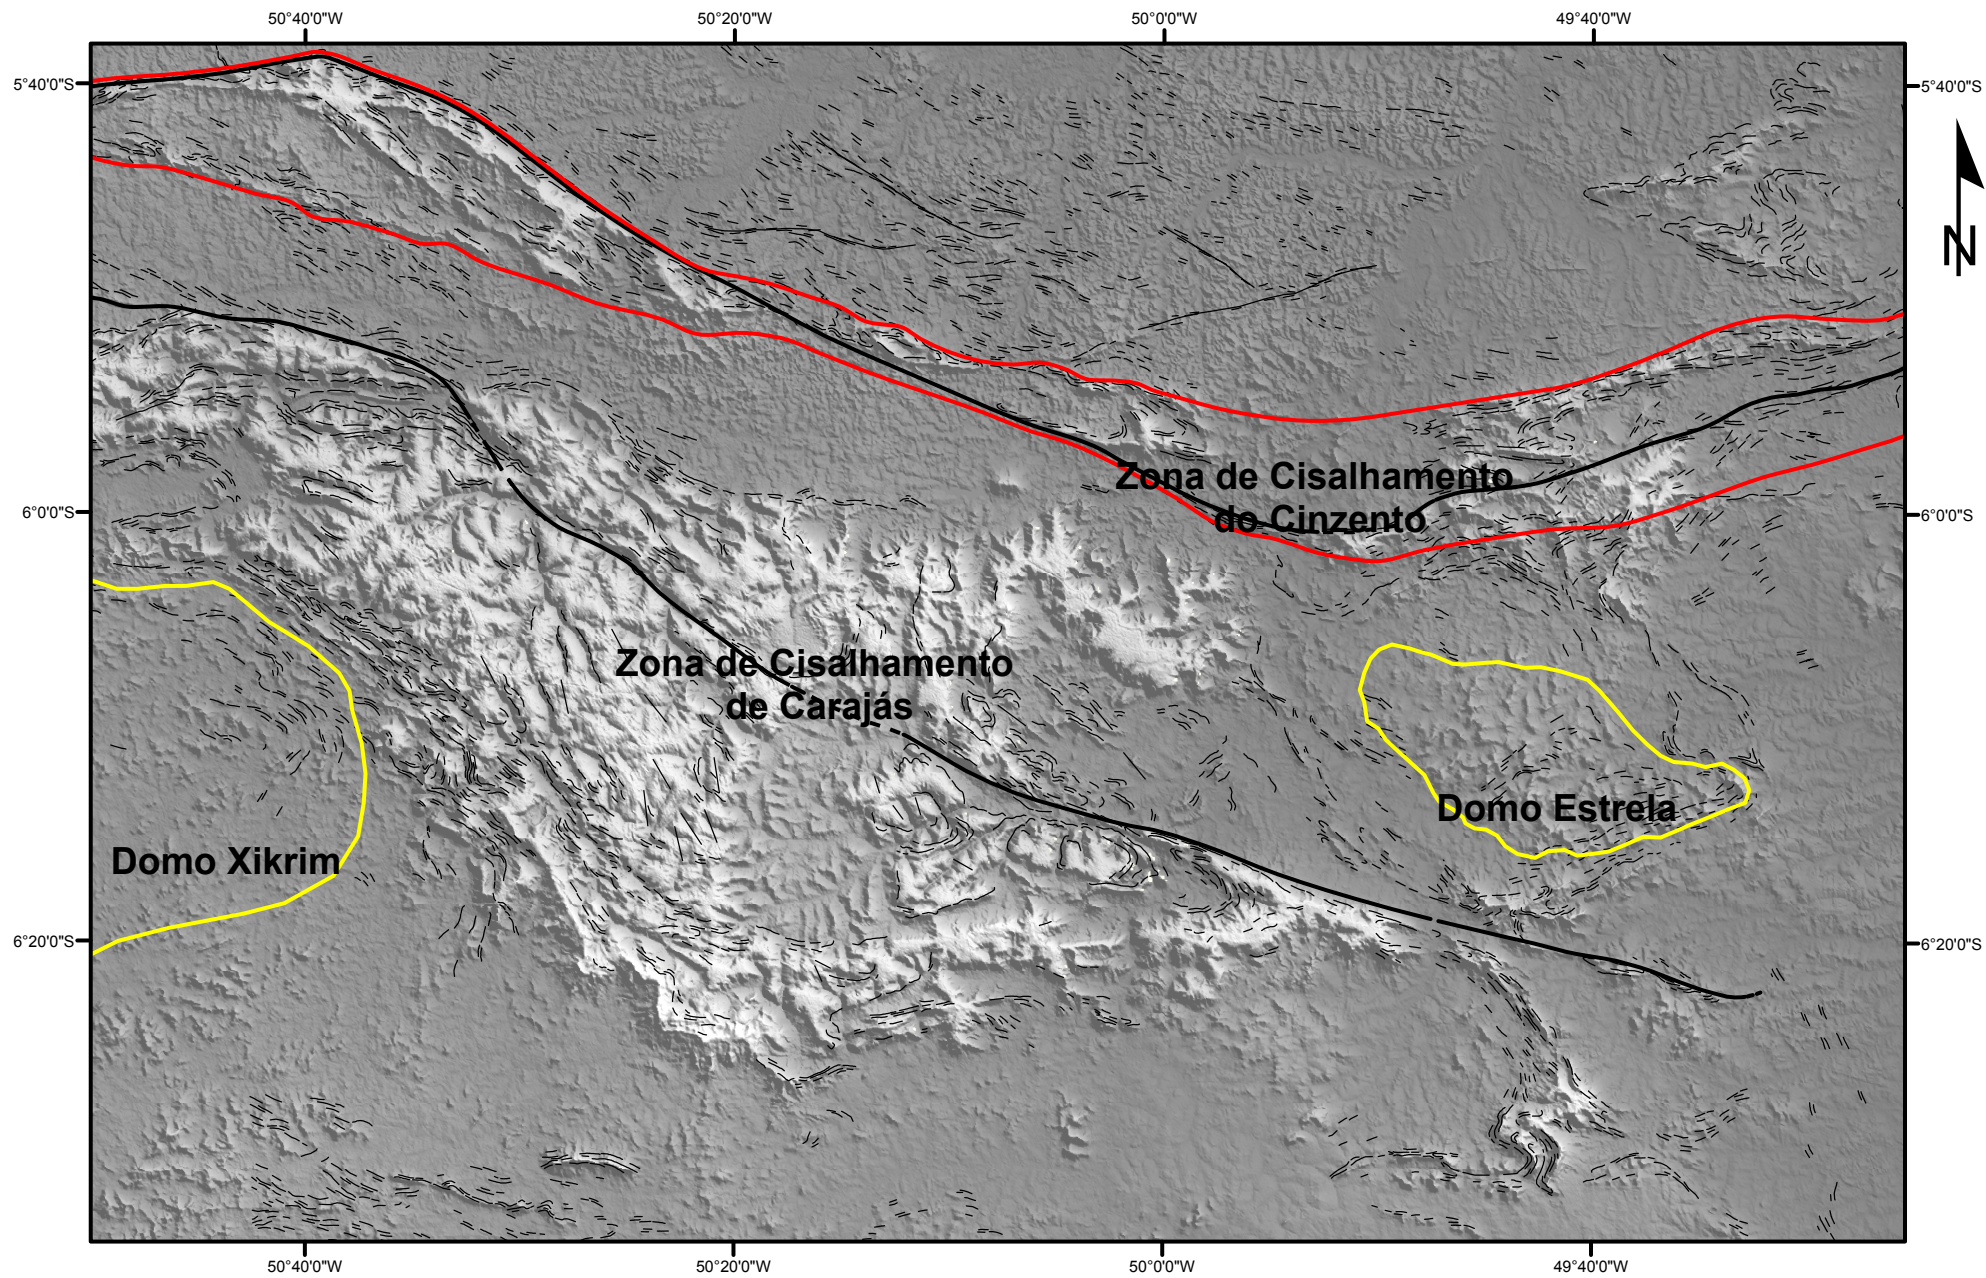 50°40'0"W 50°20'0"W 50°0'0"W 49°40'0"W
5°40'0"S 5°40'0"S
N
Zona de Cisalhamento
do Cinzento
6°0'0"S 6°0'0"S
Zona de Cisalhamento
de Carajás
Domo Estrela
Domo Xikrim
6°20'0"S 6°20'0"S
50°40'0"W 50°20'0"W 50°0'0"W 49°40'0"W